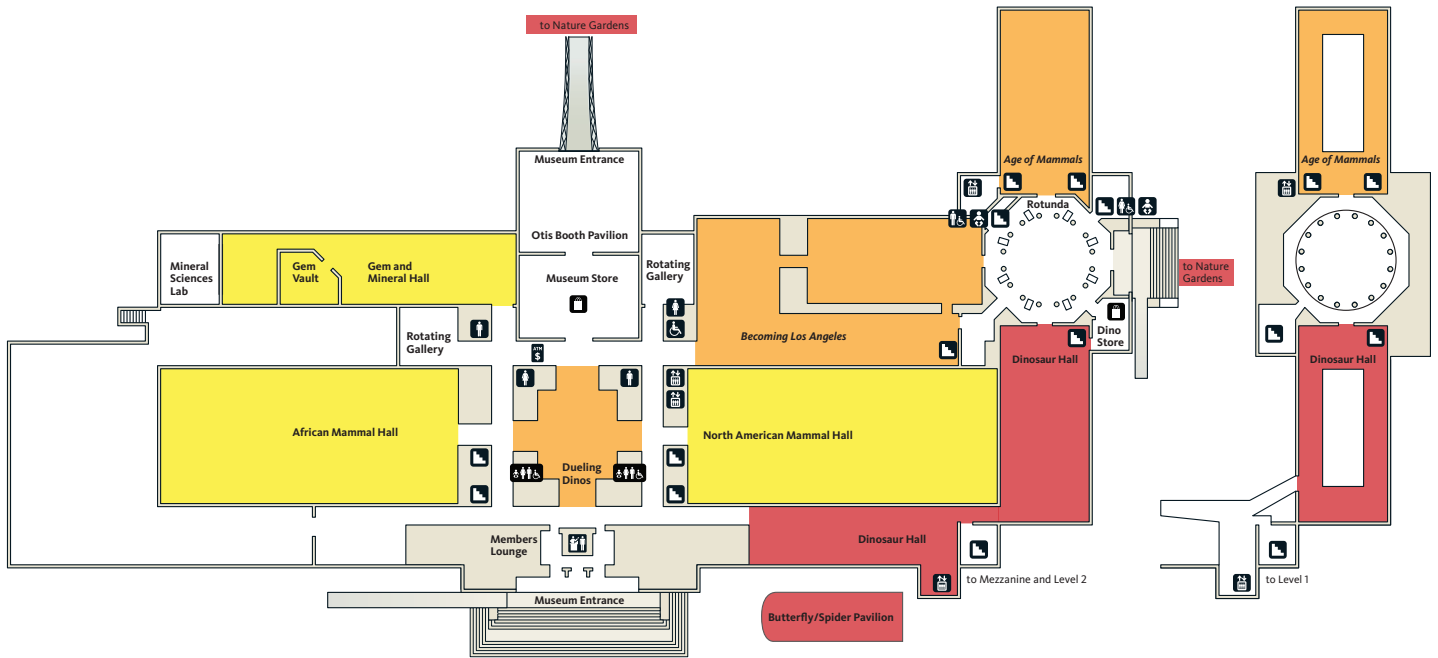 to Nature Gardens
Museum Entrance
Age of Mammals
Age of Mammals
Rotunda
Otis Booth Pavilion
Mineral
Sciences
Lab
Gem
Vault
Gem and
Mineral Hall
Museum Store
Rotating
Gallery
to Nature
Gardens
Rotating
Gallery
ATM
$
Becoming Los Angeles
Dino
Store
Dinosaur Hall
Dinosaur Hall
African Mammal Hall
North American Mammal Hall
Dueling
Dinos
Members
Lounge
Dinosaur Hall
to Mezzanine and Level 2
to Level 1
Museum Entrance
Butterfly/Spider Pavilion